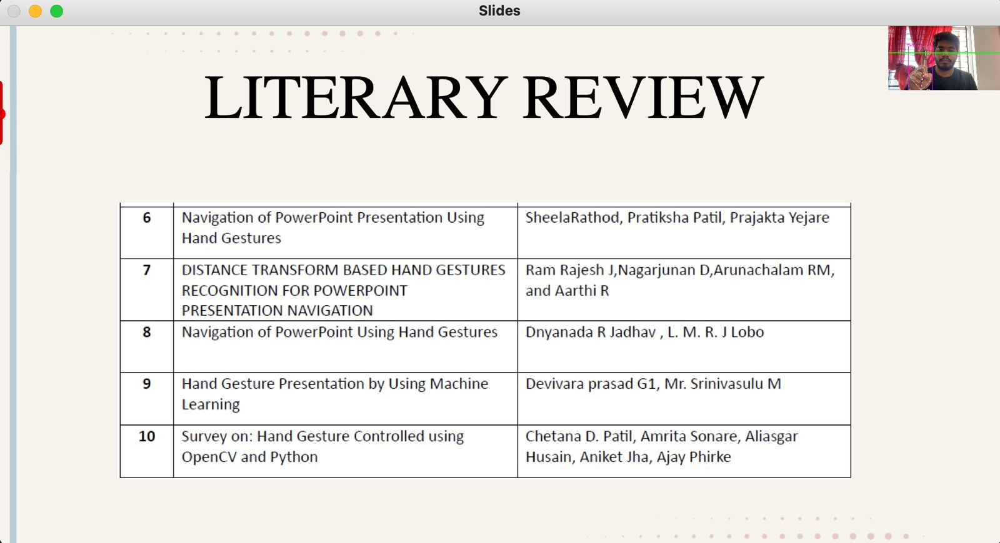 Slides
LITERARY REVIEW
6
Navigation of PowerPoint Presentation Using
Hand Gestures
SheelaRathod, Pratiksha Patil, Prajakta Yejare
7
DISTANCE TRANSFORM BASED HAND GESTURES
RECOGNITION FOR POWERPOINT
PRESENTATION NAVIGATION
Ram Rajesh J,Nagarjunan D,Arunachalam RM,
and Aarthi R
8
Navigation of PowerPoint Using Hand Gestures
Dnyanada R Jadhav , L. M. R. J Lobo
9
Hand Gesture Presentation by Using Machine
Learning
Devivara prasad G1, Mr. Srinivasulu M
10
Survey on: Hand Gesture Controlled using
OpenCV and Python
Chetana D. Patil, Amrita Sonare, Aliasgar
Husain, Aniket Jha, Ajay Phirke